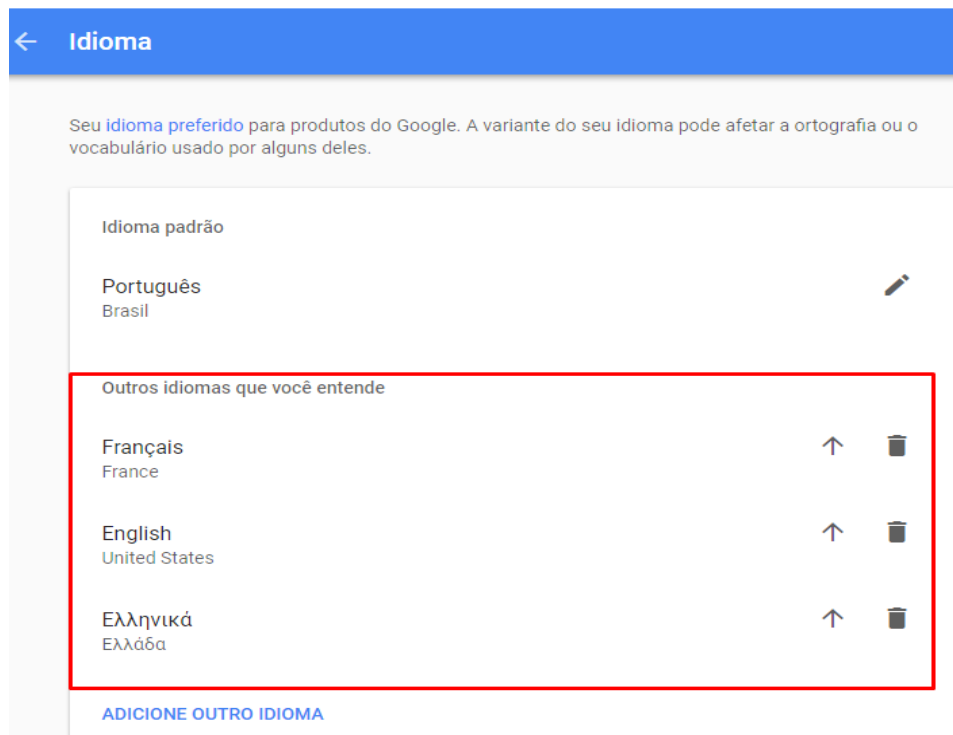 Idioma
Seu idioma preferido para produtos do Google. A variante do seu idioma pode afetar a ortografia ou o
vocabulário usado por alguns deles.
Idioma padrão
Português
Brasil
Outros idiomas que você entende
Français
France
English
United States
Ελληνικά
Ελλάδα
ADICIONE OUTRO IDIOMA